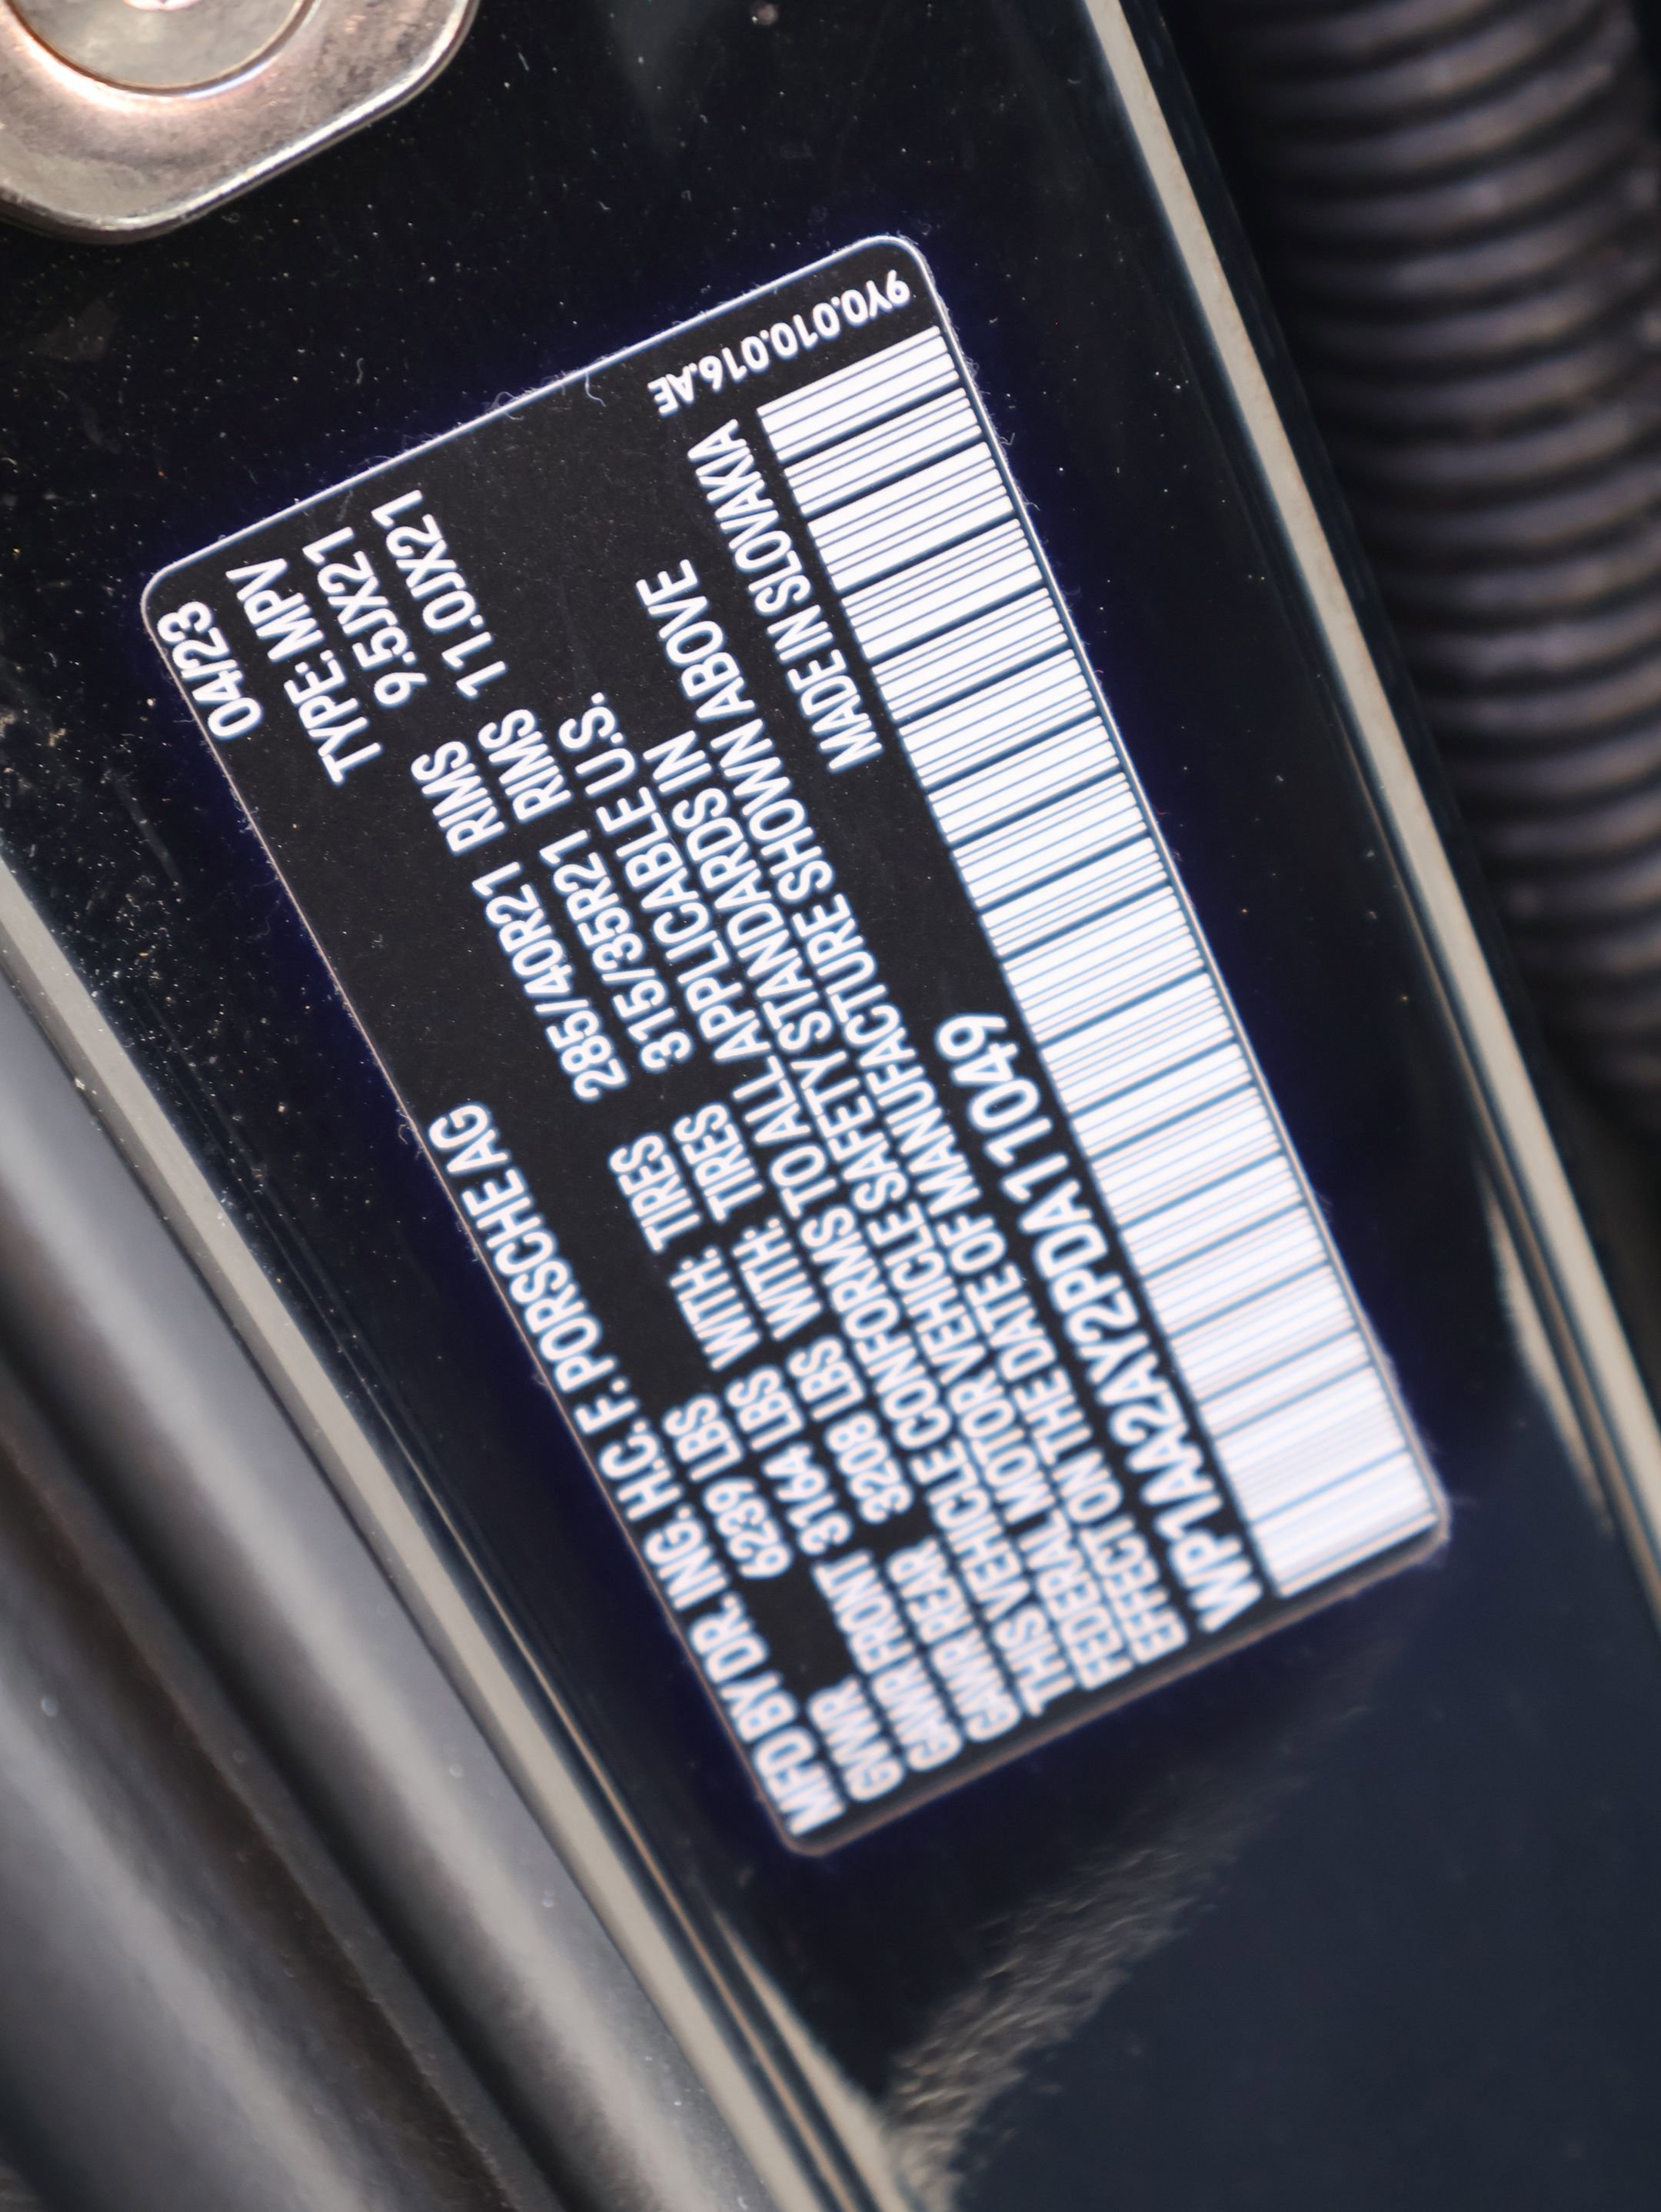 MFD BY DR. ING. H.C. F. PORSCHE AG 04/23
GVWR 6239 LBS TYPE: MPV
GAWR FRONT 3164 LBS WITH: TIRES 285/40R21 RIMS 9.5JX21
GAWR REAR 3208 LBS WITH: TIRES 315/35R21 RIMS 11.0JX21
THIS VEHICLE CONFORMS TO ALL APPLICABLE U.S.
FEDERAL MOTOR VEHICLE SAFETY STANDARDS IN
EFFECT ON THE DATE OF MANUFACTURE SHOWN ABOVE
WP1AA2AY2PDA11049 MADE IN SLOVAKIA
9Y0.010.016.AE